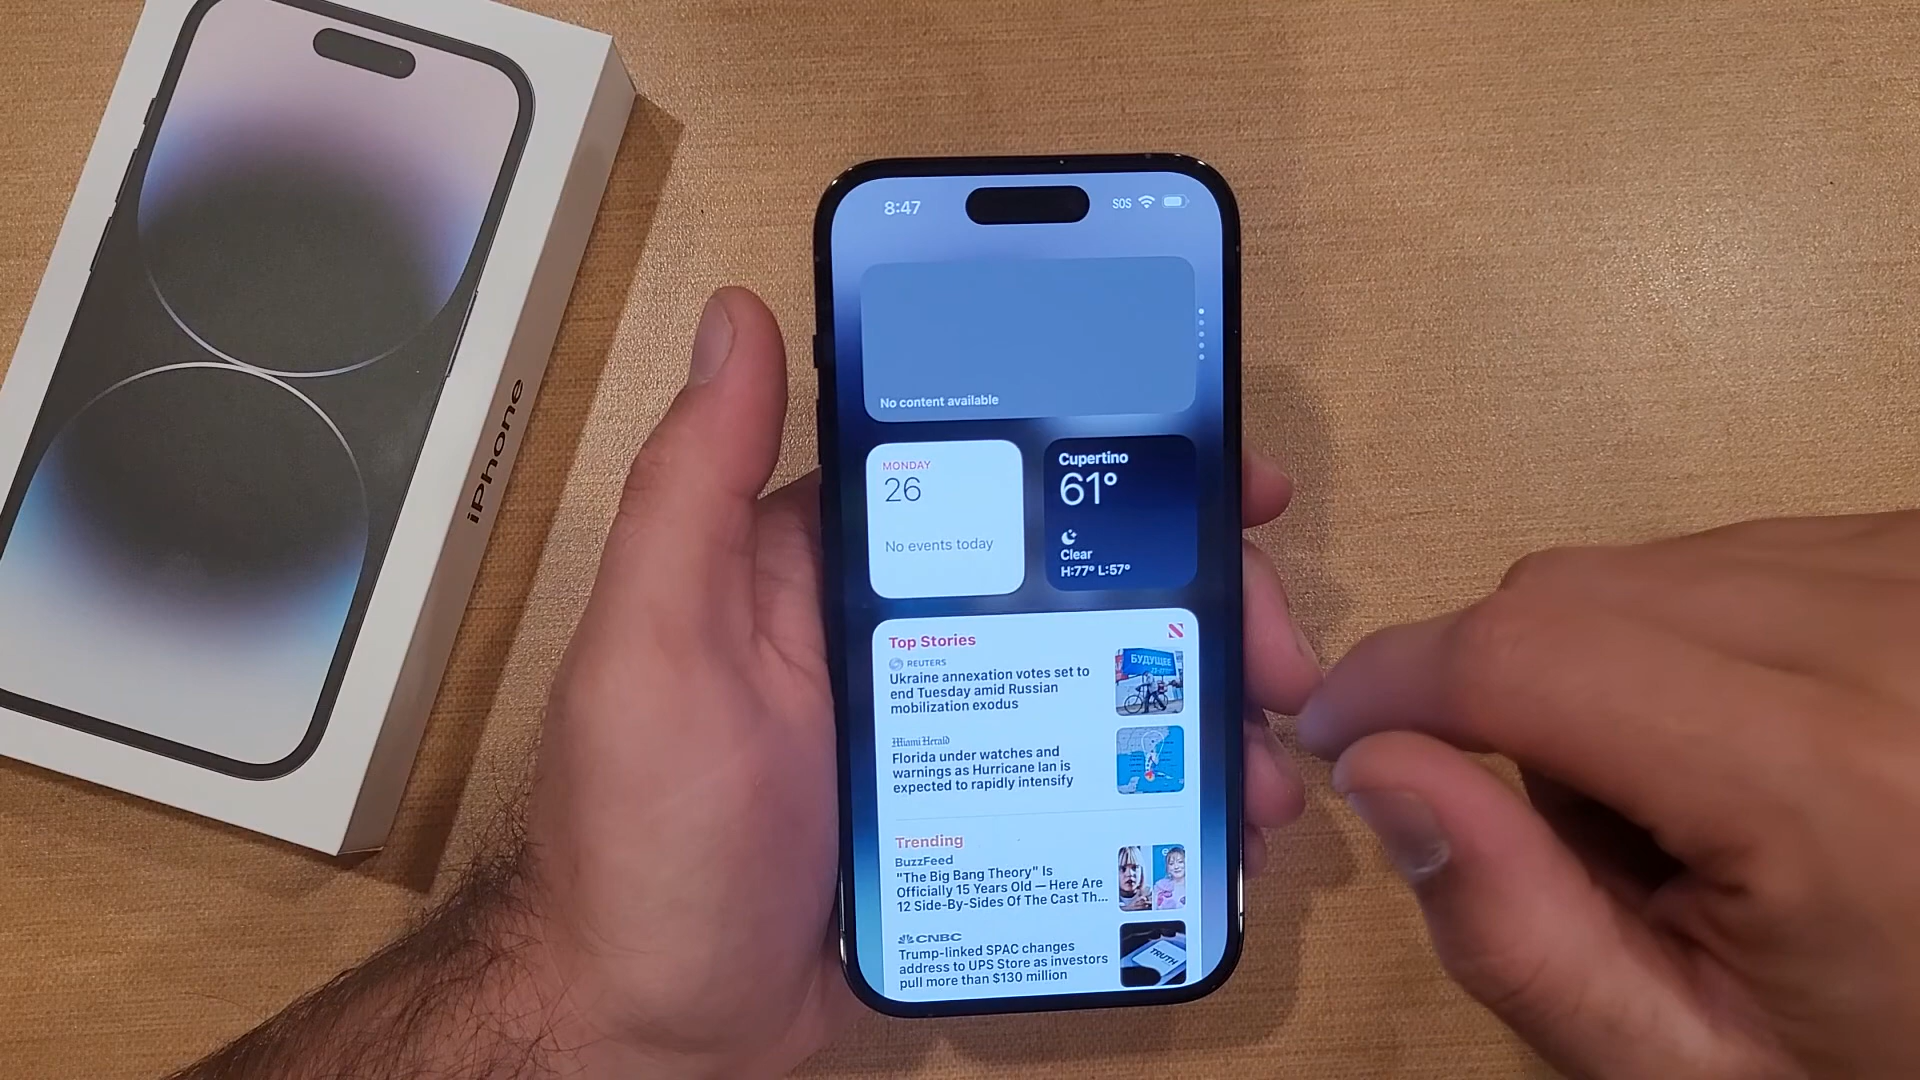 iPhone
8:47
SOS
No content available
MONDAY
26
No events today
Cupertino
61°
Clear
H:77° L:57°
Top Stories
REUTERS
Ukraine annexation votes set to
end Tuesday amid Russian
mobilization exodus
БУДУЩЕЕ
Miami Herald
Florida under watches and
warnings as Hurricane Ian is
expected to rapidly intensify
Trending
BuzzFeed
"The Big Bang Theory" Is
Officially 15 Years Old — Here Are
12 Side-By-Sides Of The Cast Th...
CNBC
Trump-linked SPAC changes
address to UPS Store as investors
pull more than $130 million
TRUTH